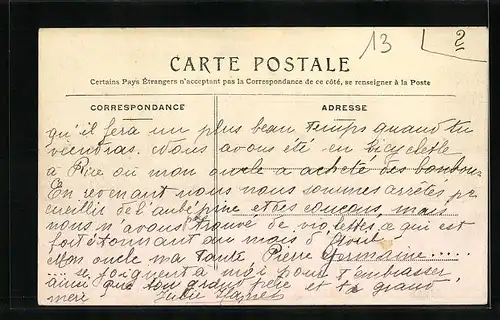 13
2
CARTE POSTALE
Certains Pays Étrangers n'acceptent pas la Correspondance de ce côté, se renseigner à la Poste
CORRESPONDANCE
ADRESSE
qu'il fera un plus beau temps quand tu
viendras. Nous avons été en bicyclette
à où mon oncle a acheté des bonbons
En revenant nous nous sommes arrêtés
cueillir de l'aubépine et des coucous, mais
nous n'avons pas trouvé de violettes, ce qui est
fort étonnant au mois d'Avril.
Mon oncle ma Tante Pierre Germaine .....
... se joignent à moi pour t'embrasser
ainsi que ton grand père et ta grand
mère